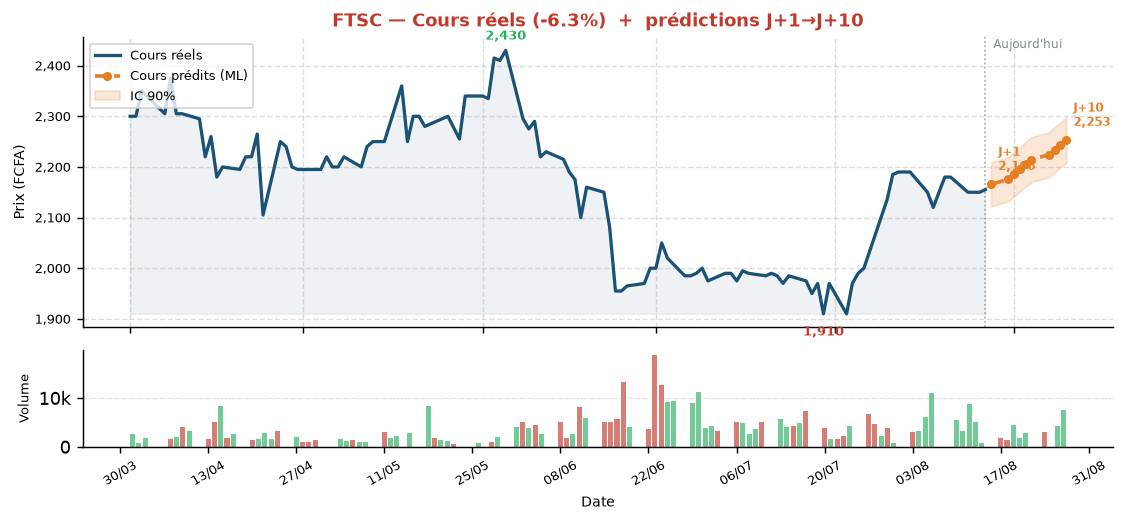 FTSC — Cours réels (-6.3%)  +  prédictions J+1→J+10
2,430
Aujourd'hui
Cours réels
Cours prédits (ML)
IC 90%
J+10
2,253
J+1
Prix (FCFA)
2,400
2,300
2,200
2,100
2,000
1,900
1,910
Volume
10k
0
30/03 13/04 27/04 11/05 25/05 08/06 22/06 06/07 20/07 03/08 17/08 31/08
Date